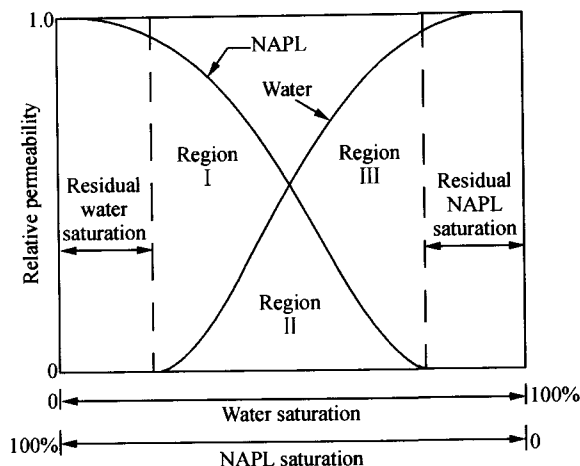 1.0
NAPL
Water
Region
I
Region
III
Residual
water
saturation
Residual
NAPL
saturation
Relative permeability
Region
II
0
0
100%
Water saturation
100%
0
NAPL saturation